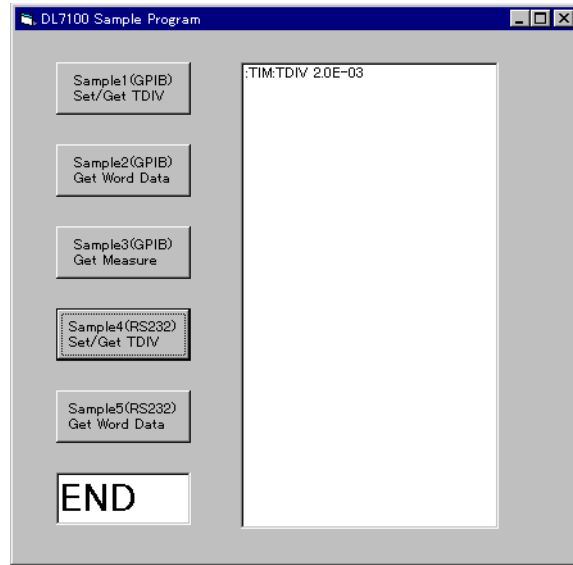 DL7100 Sample Program
Sample1(GPIB)
Set/Get TDIV
:TIM:TDIV 2.0E-03
Sample2(GPIB)
Get Word Data
Sample3(GPIB)
Get Measure
Sample4(RS232)
Set/Get TDIV
Sample5(RS232)
Get Word Data
END